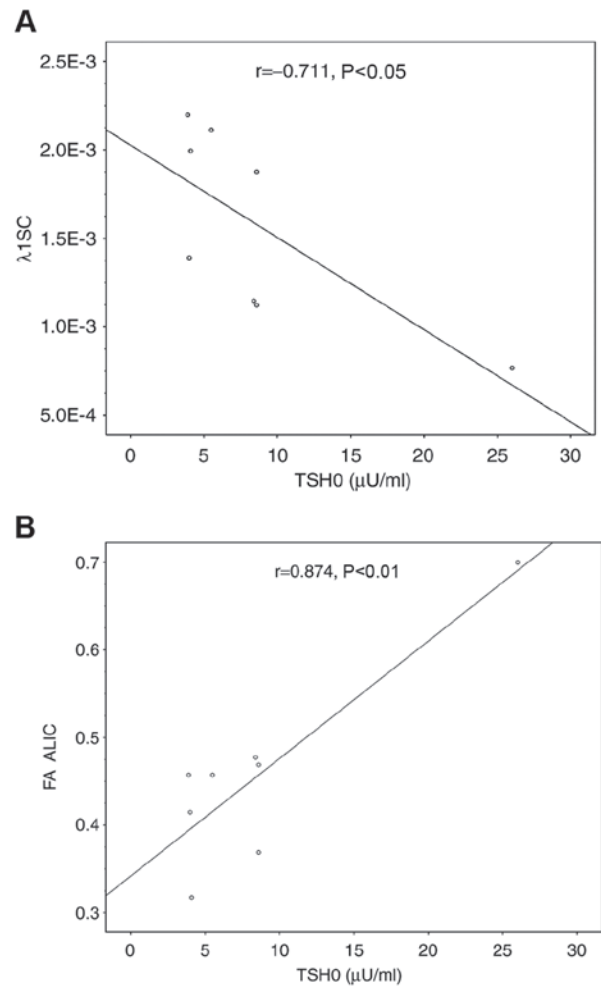 A
r=−0.711, P<0.05
2.5E-3
2.0E-3
1.5E-3
1.0E-3
5.0E-4
λ1SC
0 5 10 15 20 25 30
TSH0 (μU/ml)
B
r=0.874, P<0.01
0.7
0.6
0.5
0.4
0.3
FA ALIC
0 5 10 15 20 25 30
TSH0 (μU/ml)